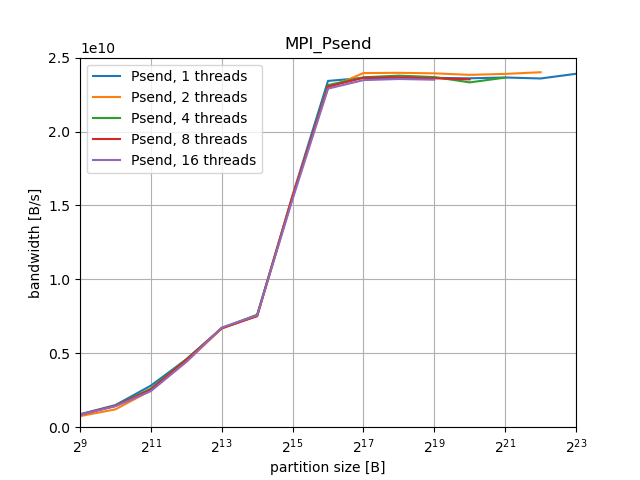 MPI_Psend
1e10
Psend, 1 threads
Psend, 2 threads
Psend, 4 threads
Psend, 8 threads
Psend, 16 threads
bandwidth [B/s]
2.5
2.0
1.5
1.0
0.5
0.0
2^9 2^11 2^13 2^15 2^17 2^19 2^21 2^23
partition size [B]